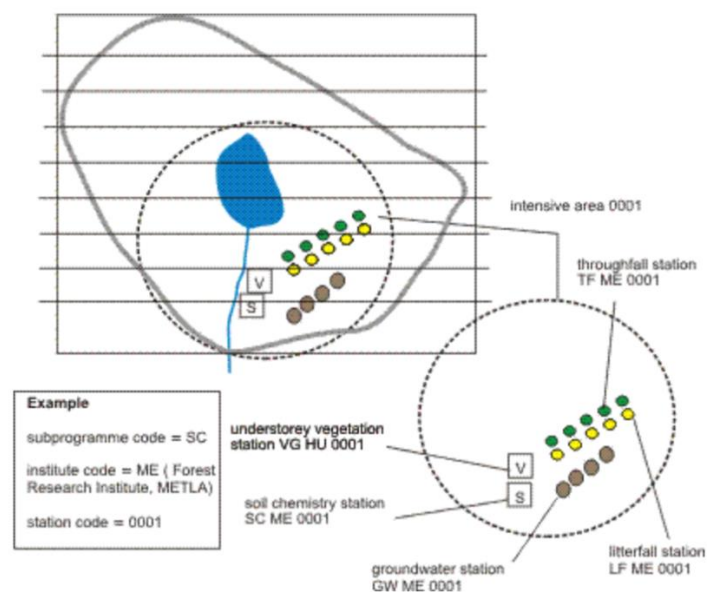 intensive area 0001
throughfall station
TF ME 0001
V
S
Example
subprogramme code = SC
institute code = ME ( Forest
Research Institute, METLA)
station code = 0001
understorey vegetation
station VG HU 0001
V
soil chemistry station
SC ME 0001
S
groundwater station
GW ME 0001
litterfall station
LF ME 0001